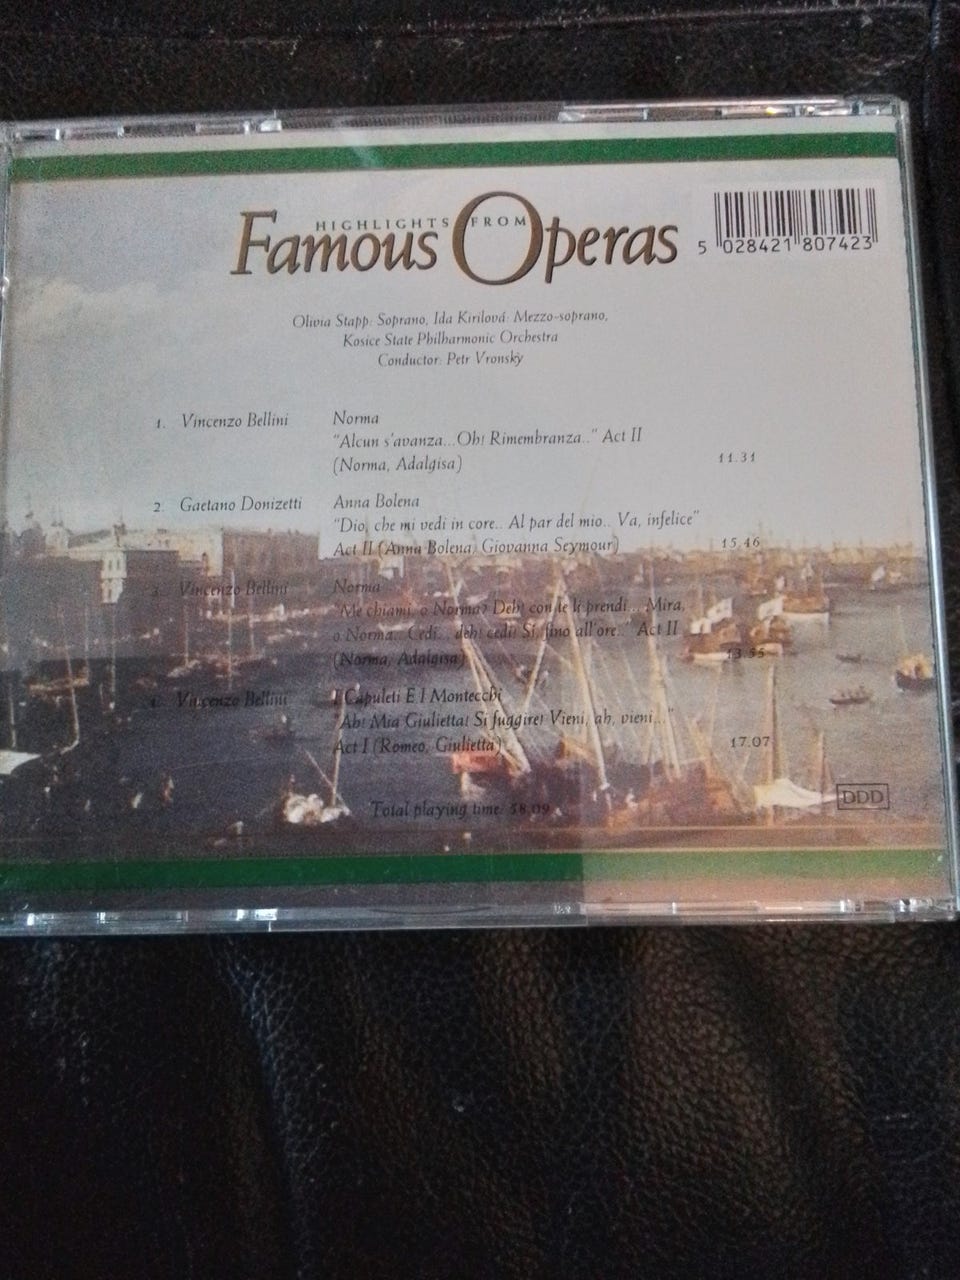 HIGHLIGHTS FROM
Famous Operas
5 028421 807423
Olivia Stapp: Soprano, Ida Kirilová: Mezzo-soprano,
Kosice State Philharmonic Orchestra
Conductor: Petr Vronský
1. Vincenzo Bellini Norma
"Alcun s'avanza...Oh! Rimembranza.." Act II
(Norma, Adalgisa) 11.31
2. Gaetano Donizetti Anna Bolena
"Dio, che mi vedi in core.. Al par del mio.. Va, infelice"
Act II (Anna Bolena, Giovanna Seymour) 15.46
3. Vincenzo Bellini Norma
"Me chiami, o Norma? Deh! con te li prendi... Mira,
o Norma.. Cedi... deh! cedi! Si, fino all'ore.." Act II
(Norma, Adalgisa) 13.55
4. Vincenzo Bellini I Capuleti E I Montecchi
"Ah! Mia Giulietta! Si fuggire! Vieni, ah, vieni..."
Act I (Romeo, Giulietta) 17.07
Total playing time: 58.09
DDD